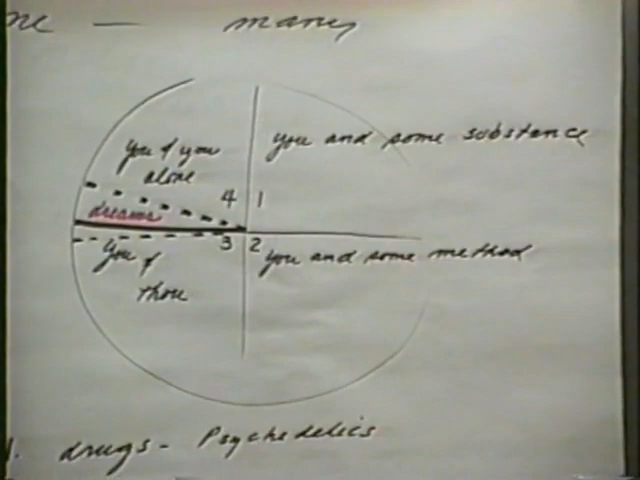 ne — many
you and some substance
you & you
alone
4 1
dreams
3 2
you and some method
you &
thou
1. drugs - Psychedelics